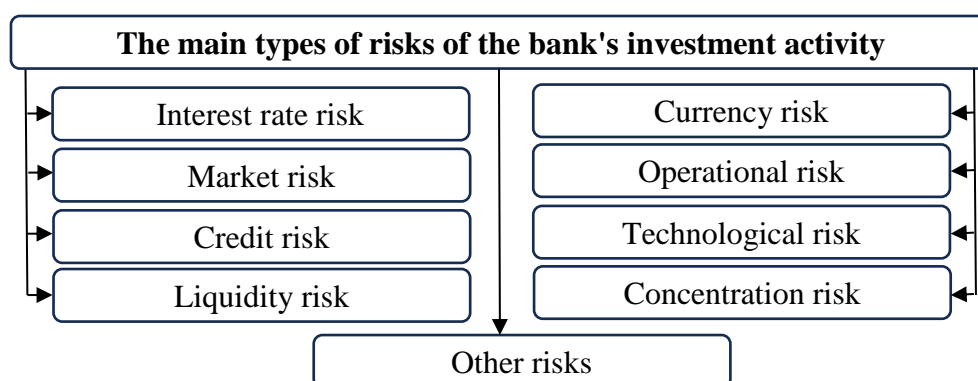 The main types of risks of the bank's investment activity
Interest rate risk
Market risk
Credit risk
Liquidity risk
Currency risk
Operational risk
Technological risk
Concentration risk
Other risks